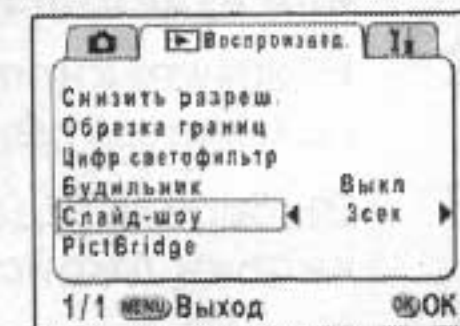 Воспроизвед.
Снизить разреш.
Обрезка границ
Цифр светофильтр
Будильник Выкл
Слайд-шоу 3сек
PictBridge
1/1 MENU Выход OK OK